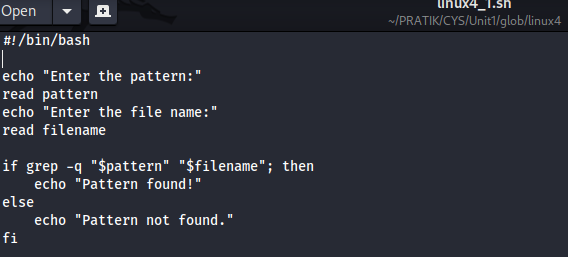 Open
linux4_1.sh
~/PRATIK/CYS/Unit1/glob/linux4
#!/bin/bash
echo "Enter the pattern:"
read pattern
echo "Enter the file name:"
read filename
if grep -q "$pattern" "$filename"; then
    echo "Pattern found!"
else
    echo "Pattern not found."
fi